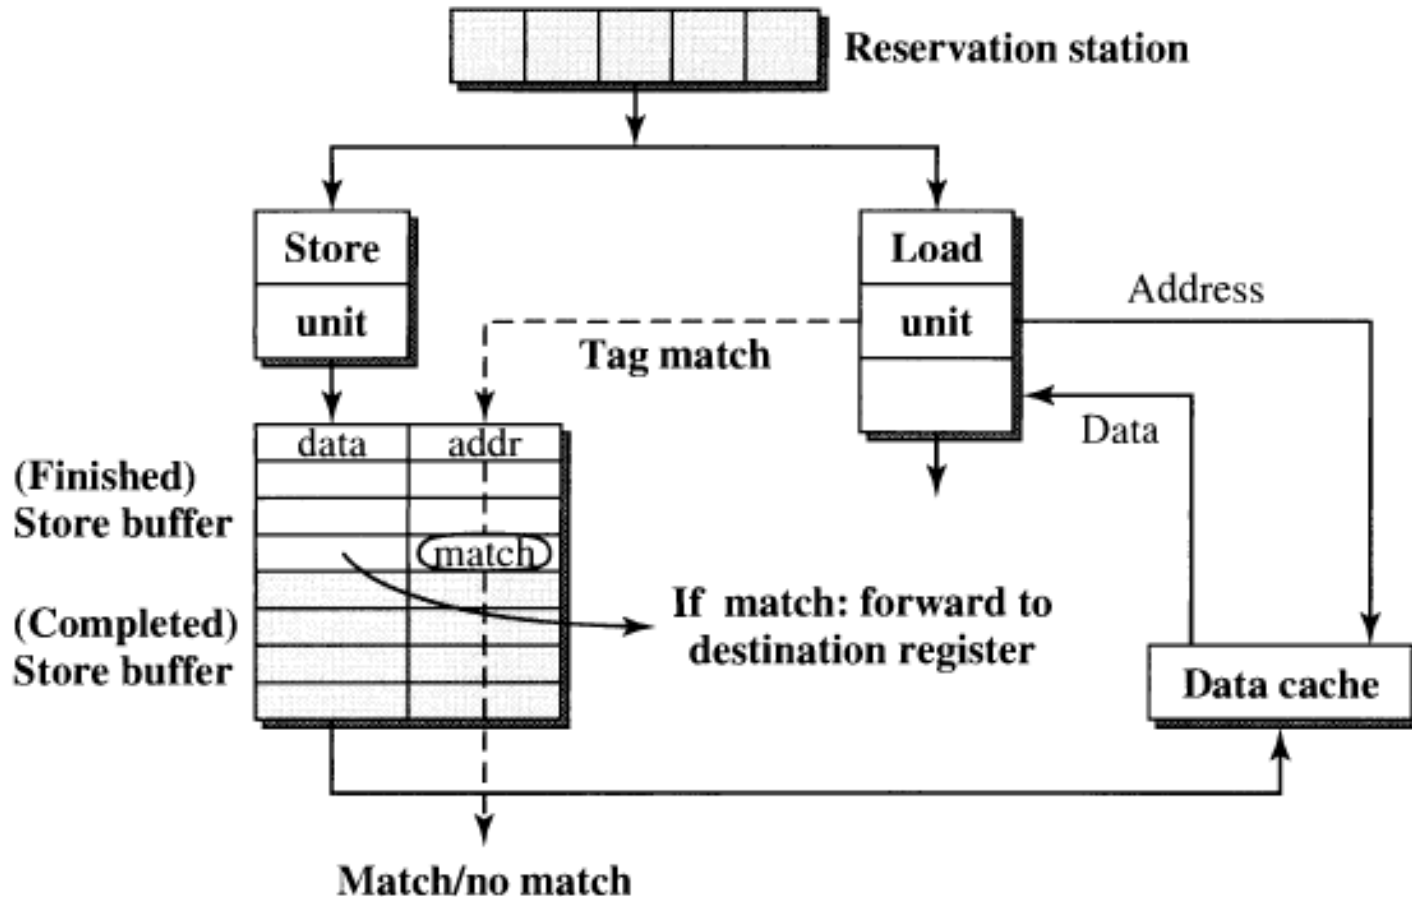 Reservation station
Store
unit
Load
unit
Address
Tag match
Data
data addr
(Finished)
Store buffer
match
(Completed)
Store buffer
If match: forward to
destination register
Data cache
Match/no match